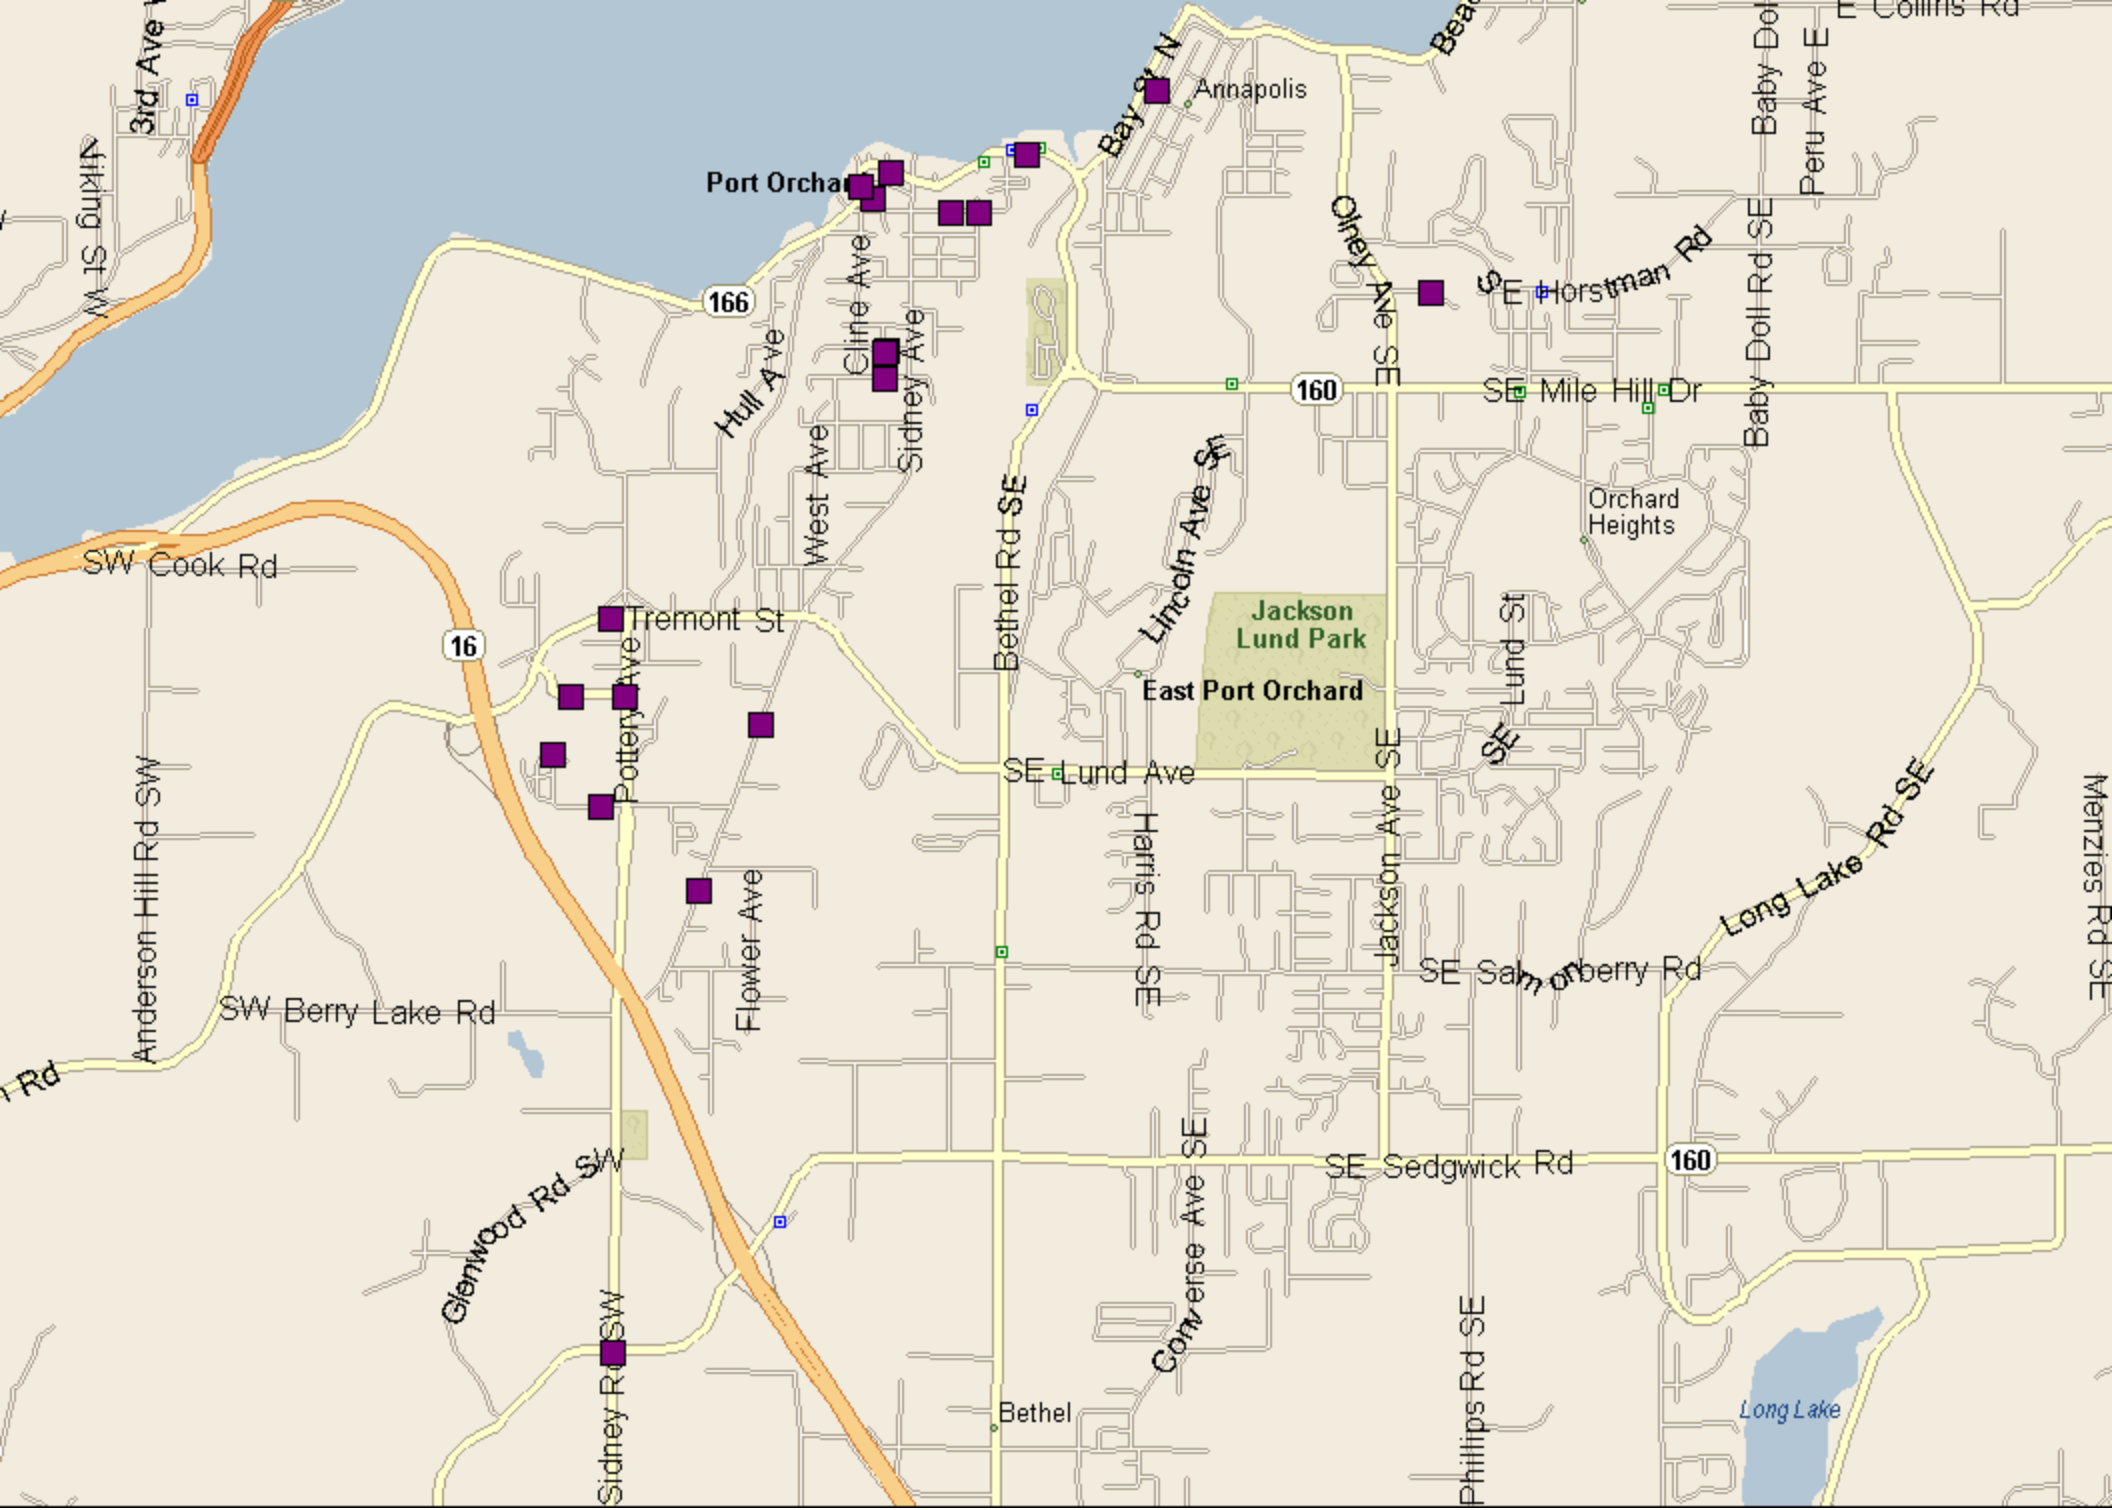 E Collins Rd
3rd Ave
Bay St N
Annapolis
Baby Doll
Peru Ave E
Viking St W
Port Orchard
Olney Ave SE
SE Horstman Rd
Baby Doll Rd SE
166
Cline Ave
Sidney Ave
Hull Ave
160
SE Mile Hill Dr
West Ave
Lincoln Ave SE
Orchard
Heights
Bethel Rd SE
SW Cook Rd
16
Tremont St
Jackson
Lund Park
SE Lund St
East Port Orchard
Pottery Ave
SE Lund Ave
Anderson Hill Rd SW
Harris Rd SE
Jackson Ave SE
Long Lake Rd SE
Menzies Rd SE
Flower Ave
SE Salmonberry Rd
SW Berry Lake Rd
Rd
Glenwood Rd SW
Converse Ave SE
SE Sedgwick Rd
160
Sidney Rd SW
Phillips Rd SE
Bethel
Long Lake